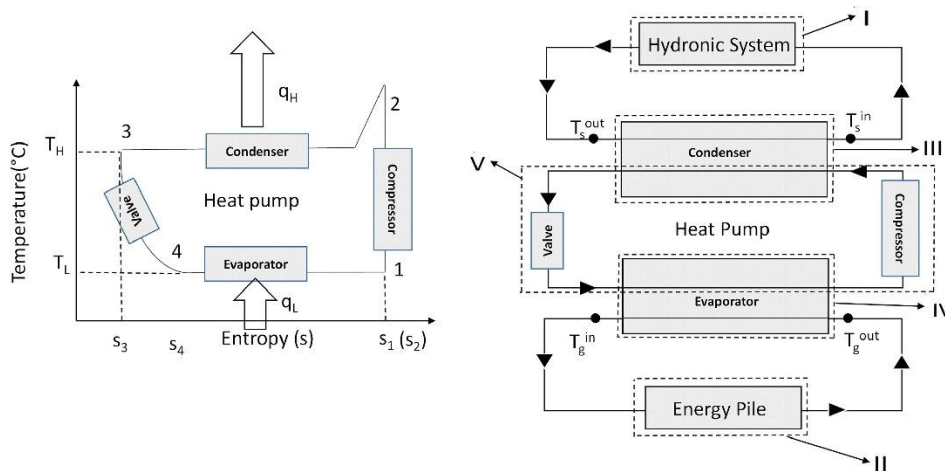 q_H
2
3
T_H
Condenser
Valve
Heat pump
Compressor
Temperature(°C)
4
T_L
Evaporator
1
q_L
s_3
s_4
Entropy (s)
s_1 (s_2)
I
Hydronic System
T_s^out
T_s^in
V
Condenser
III
Valve
Heat Pump
Compressor
Evaporator
IV
T_g^in
T_g^out
Energy Pile
II